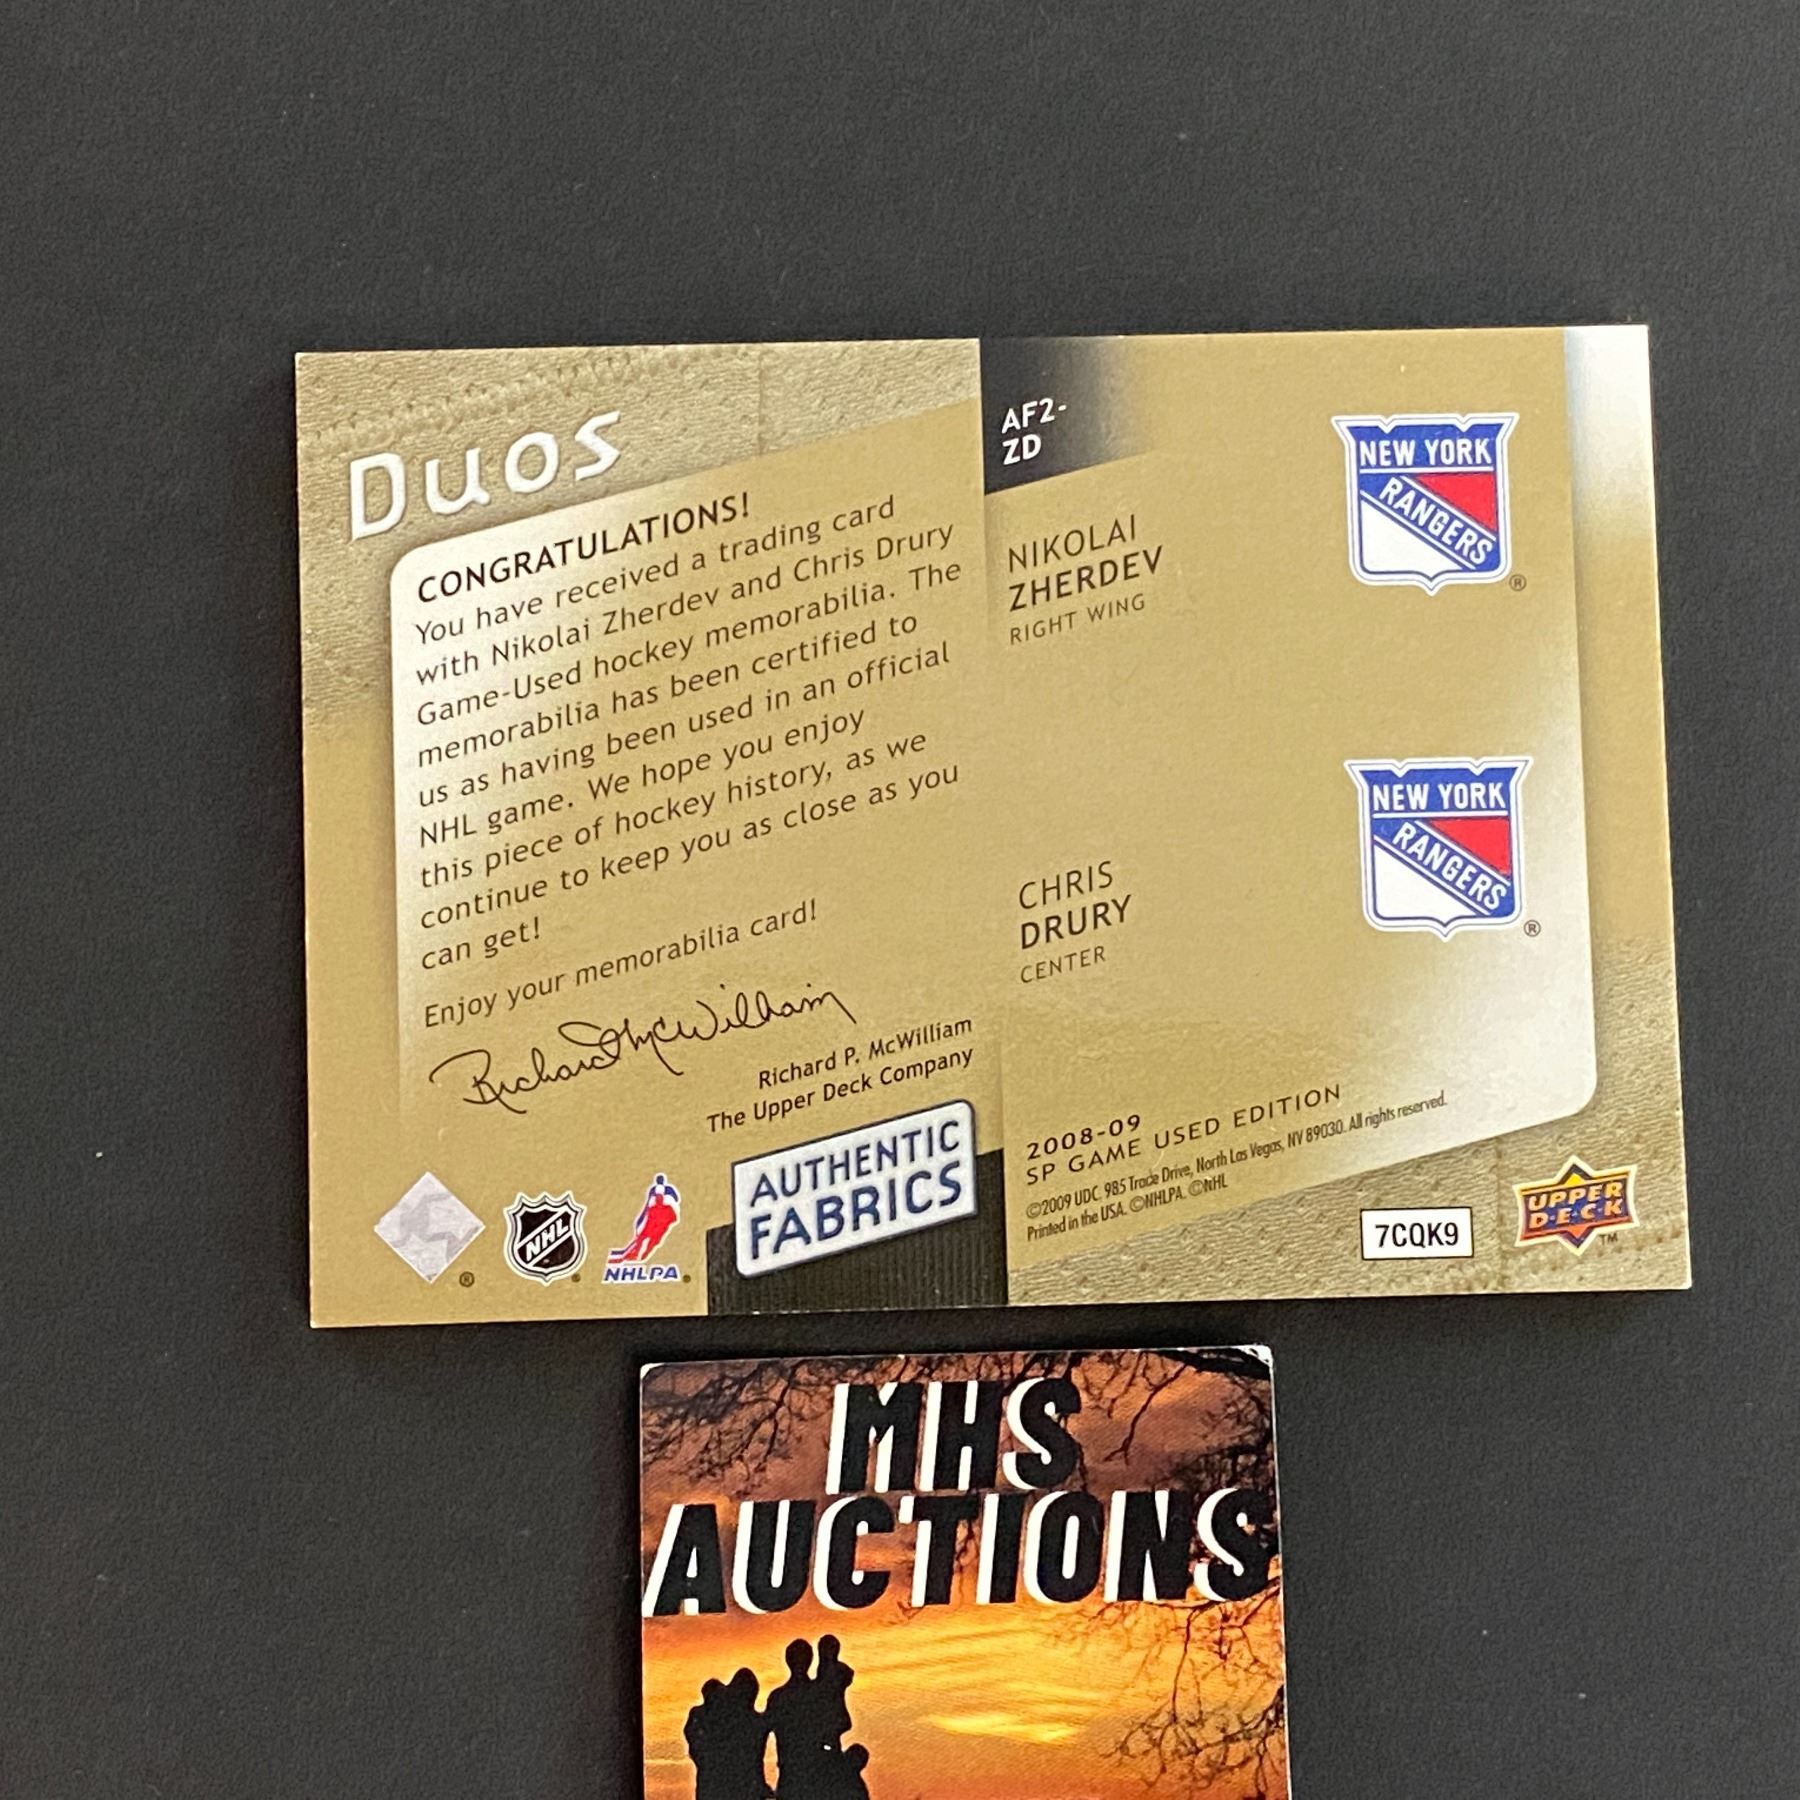 Duos
CONGRATULATIONS!
You have received a trading card
with Nikolai Zherdev and Chris Drury
Game-Used hockey memorabilia. The
memorabilia has been certified to
us as having been used in an official
NHL game. We hope you enjoy
this piece of hockey history, as we
continue to keep you as close as you
can get!
Enjoy your memorabilia card!
Richard McWilliam
Richard P. McWilliam
The Upper Deck Company
NHL
NHLPA
AUTHENTIC
FABRICS
AF2-
ZD
NIKOLAI
ZHERDEV
RIGHT WING
NEW YORK
RANGERS
®
CHRIS
DRURY
CENTER
NEW YORK
RANGERS
®
2008-09
SP GAME USED EDITION
©2009 UDC. 985 Trade Drive, North Las Vegas, NV 89030. All rights reserved.
Printed in the USA. ©NHLPA. ©NHL
7CQK9
UPPER
D·E·C·K
TM
MHS
AUCTIONS